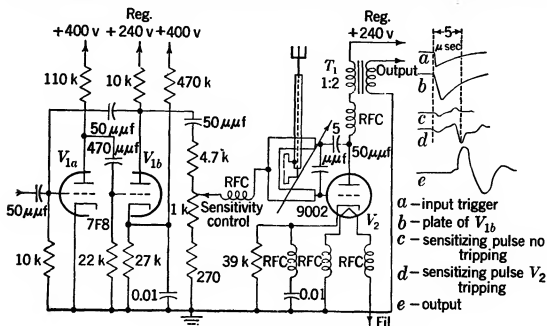 Reg.
+400 v +240 v +400 v
110 k
10 k
470 k
50 μμf
470
μμf
V1a
V1b
50 μμf
7F8
10 k
22 k
27 k
0.01
50 μμf
4.7 k
1 k
RFC
Sensitivity
control
270
Reg.
+240 v
T1
1:2
Output
RFC
5
μμf
50 μμf
9002
V2
39 k
RFC
RFC
RFC
0.01
Fil
5
μ sec
a
b
c
d
e
a – input trigger
b – plate of V1b
c – sensitizing pulse no
tripping
d – sensitizing pulse V2
tripping
e – output